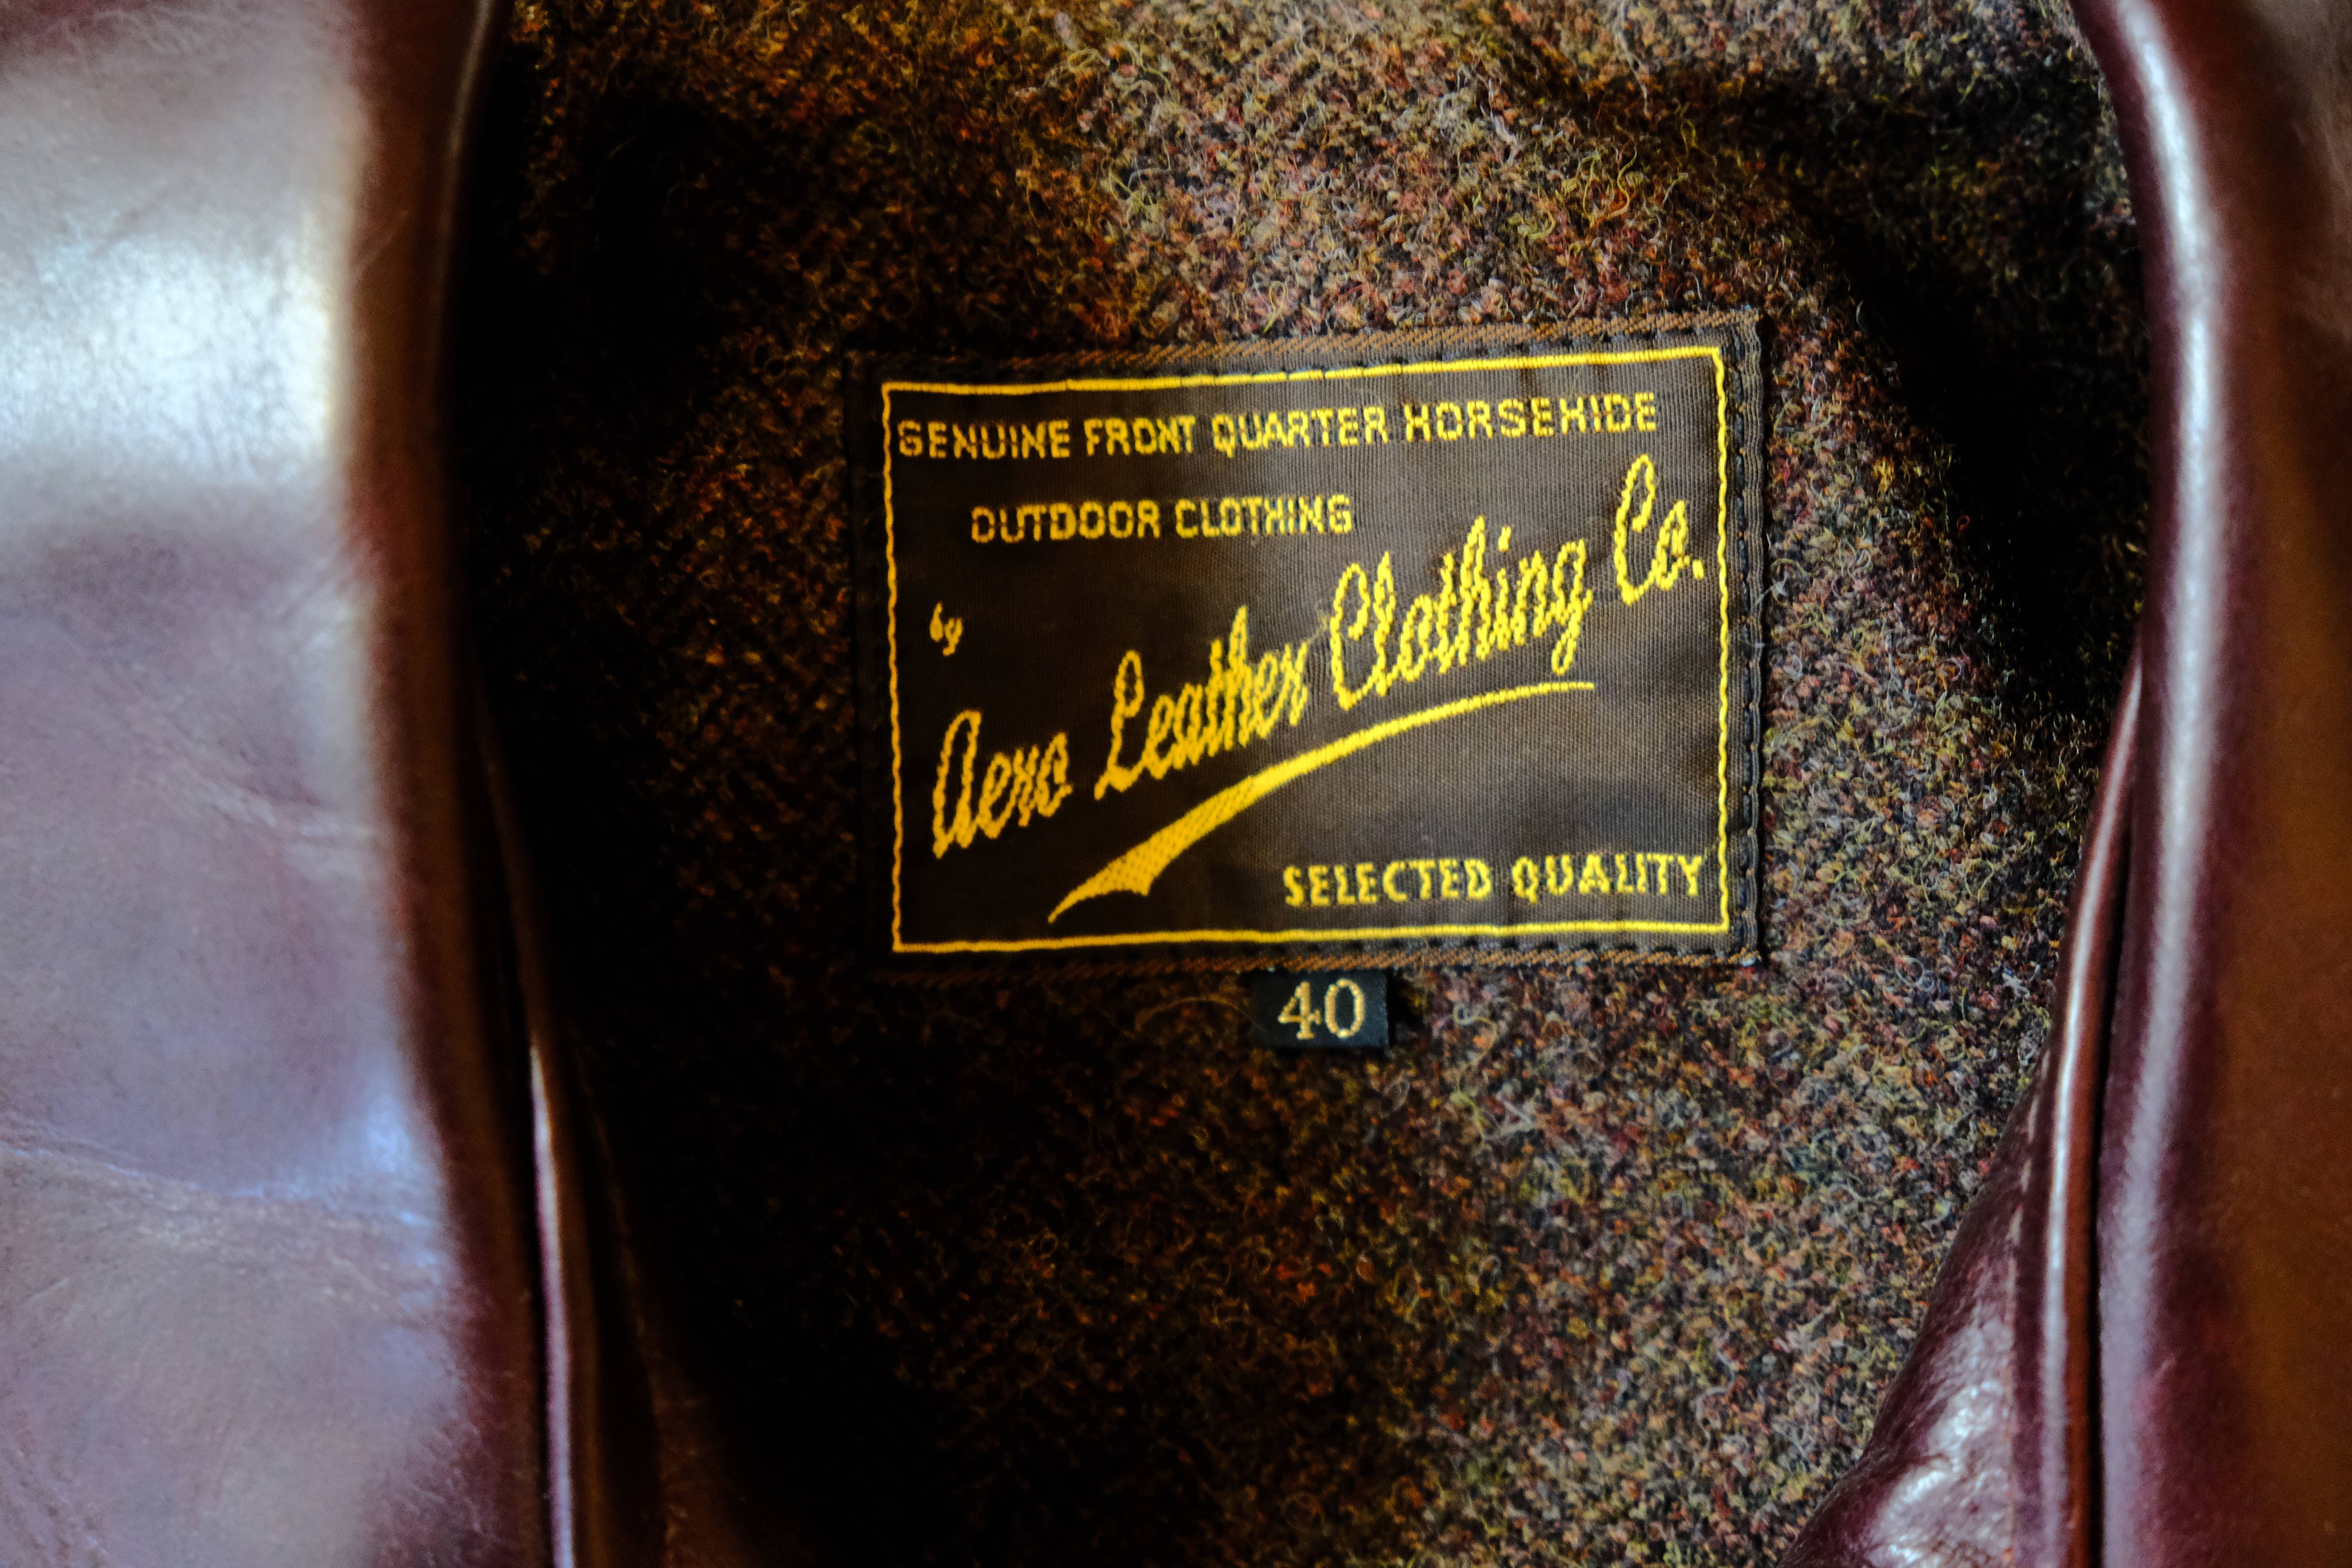 GENUINE FRONT QUARTER HORSEHIDE
OUTDOOR CLOTHING
by
Aero Leather Clothing Co.
SELECTED QUALITY
40